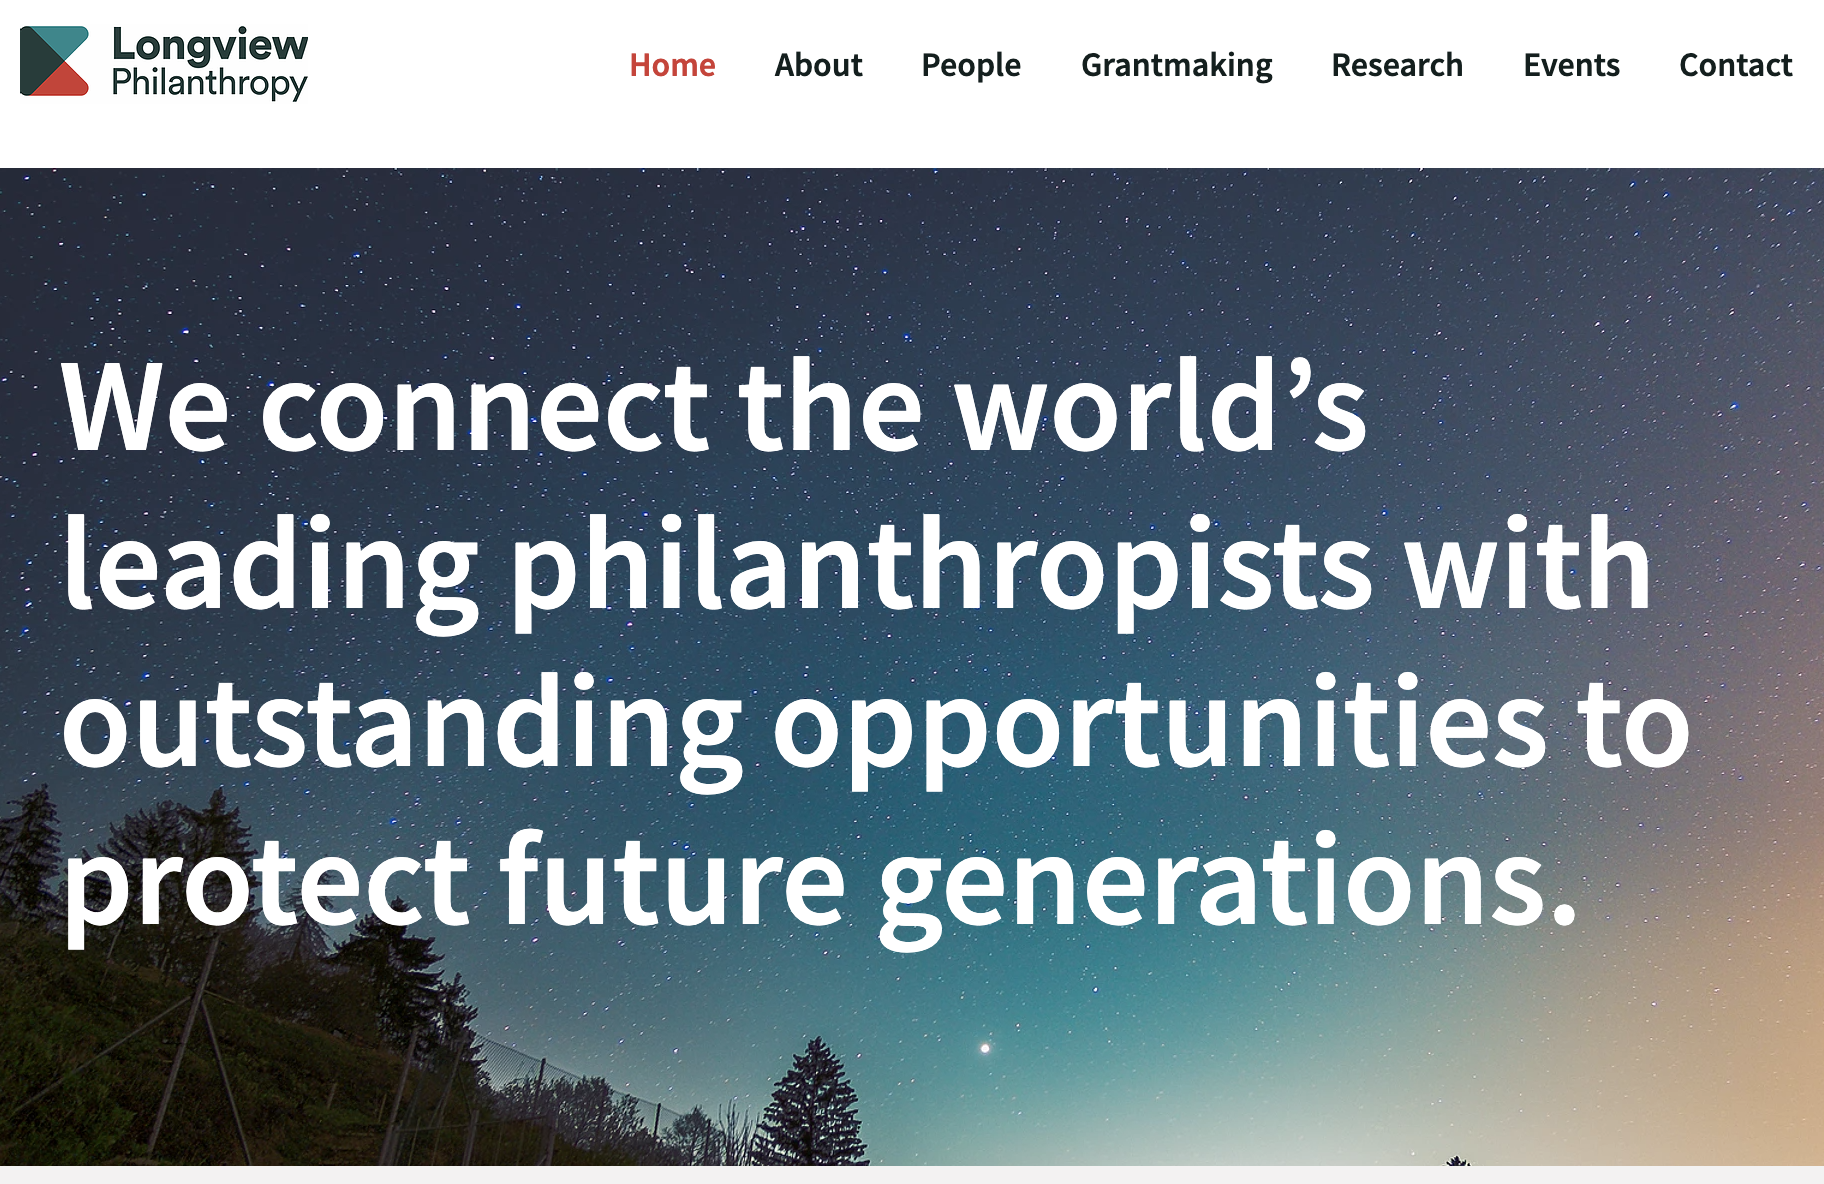 Longview
Philanthropy
Home About People Grantmaking Research Events Contact
We connect the world’s
leading philanthropists with
outstanding opportunities to
protect future generations.